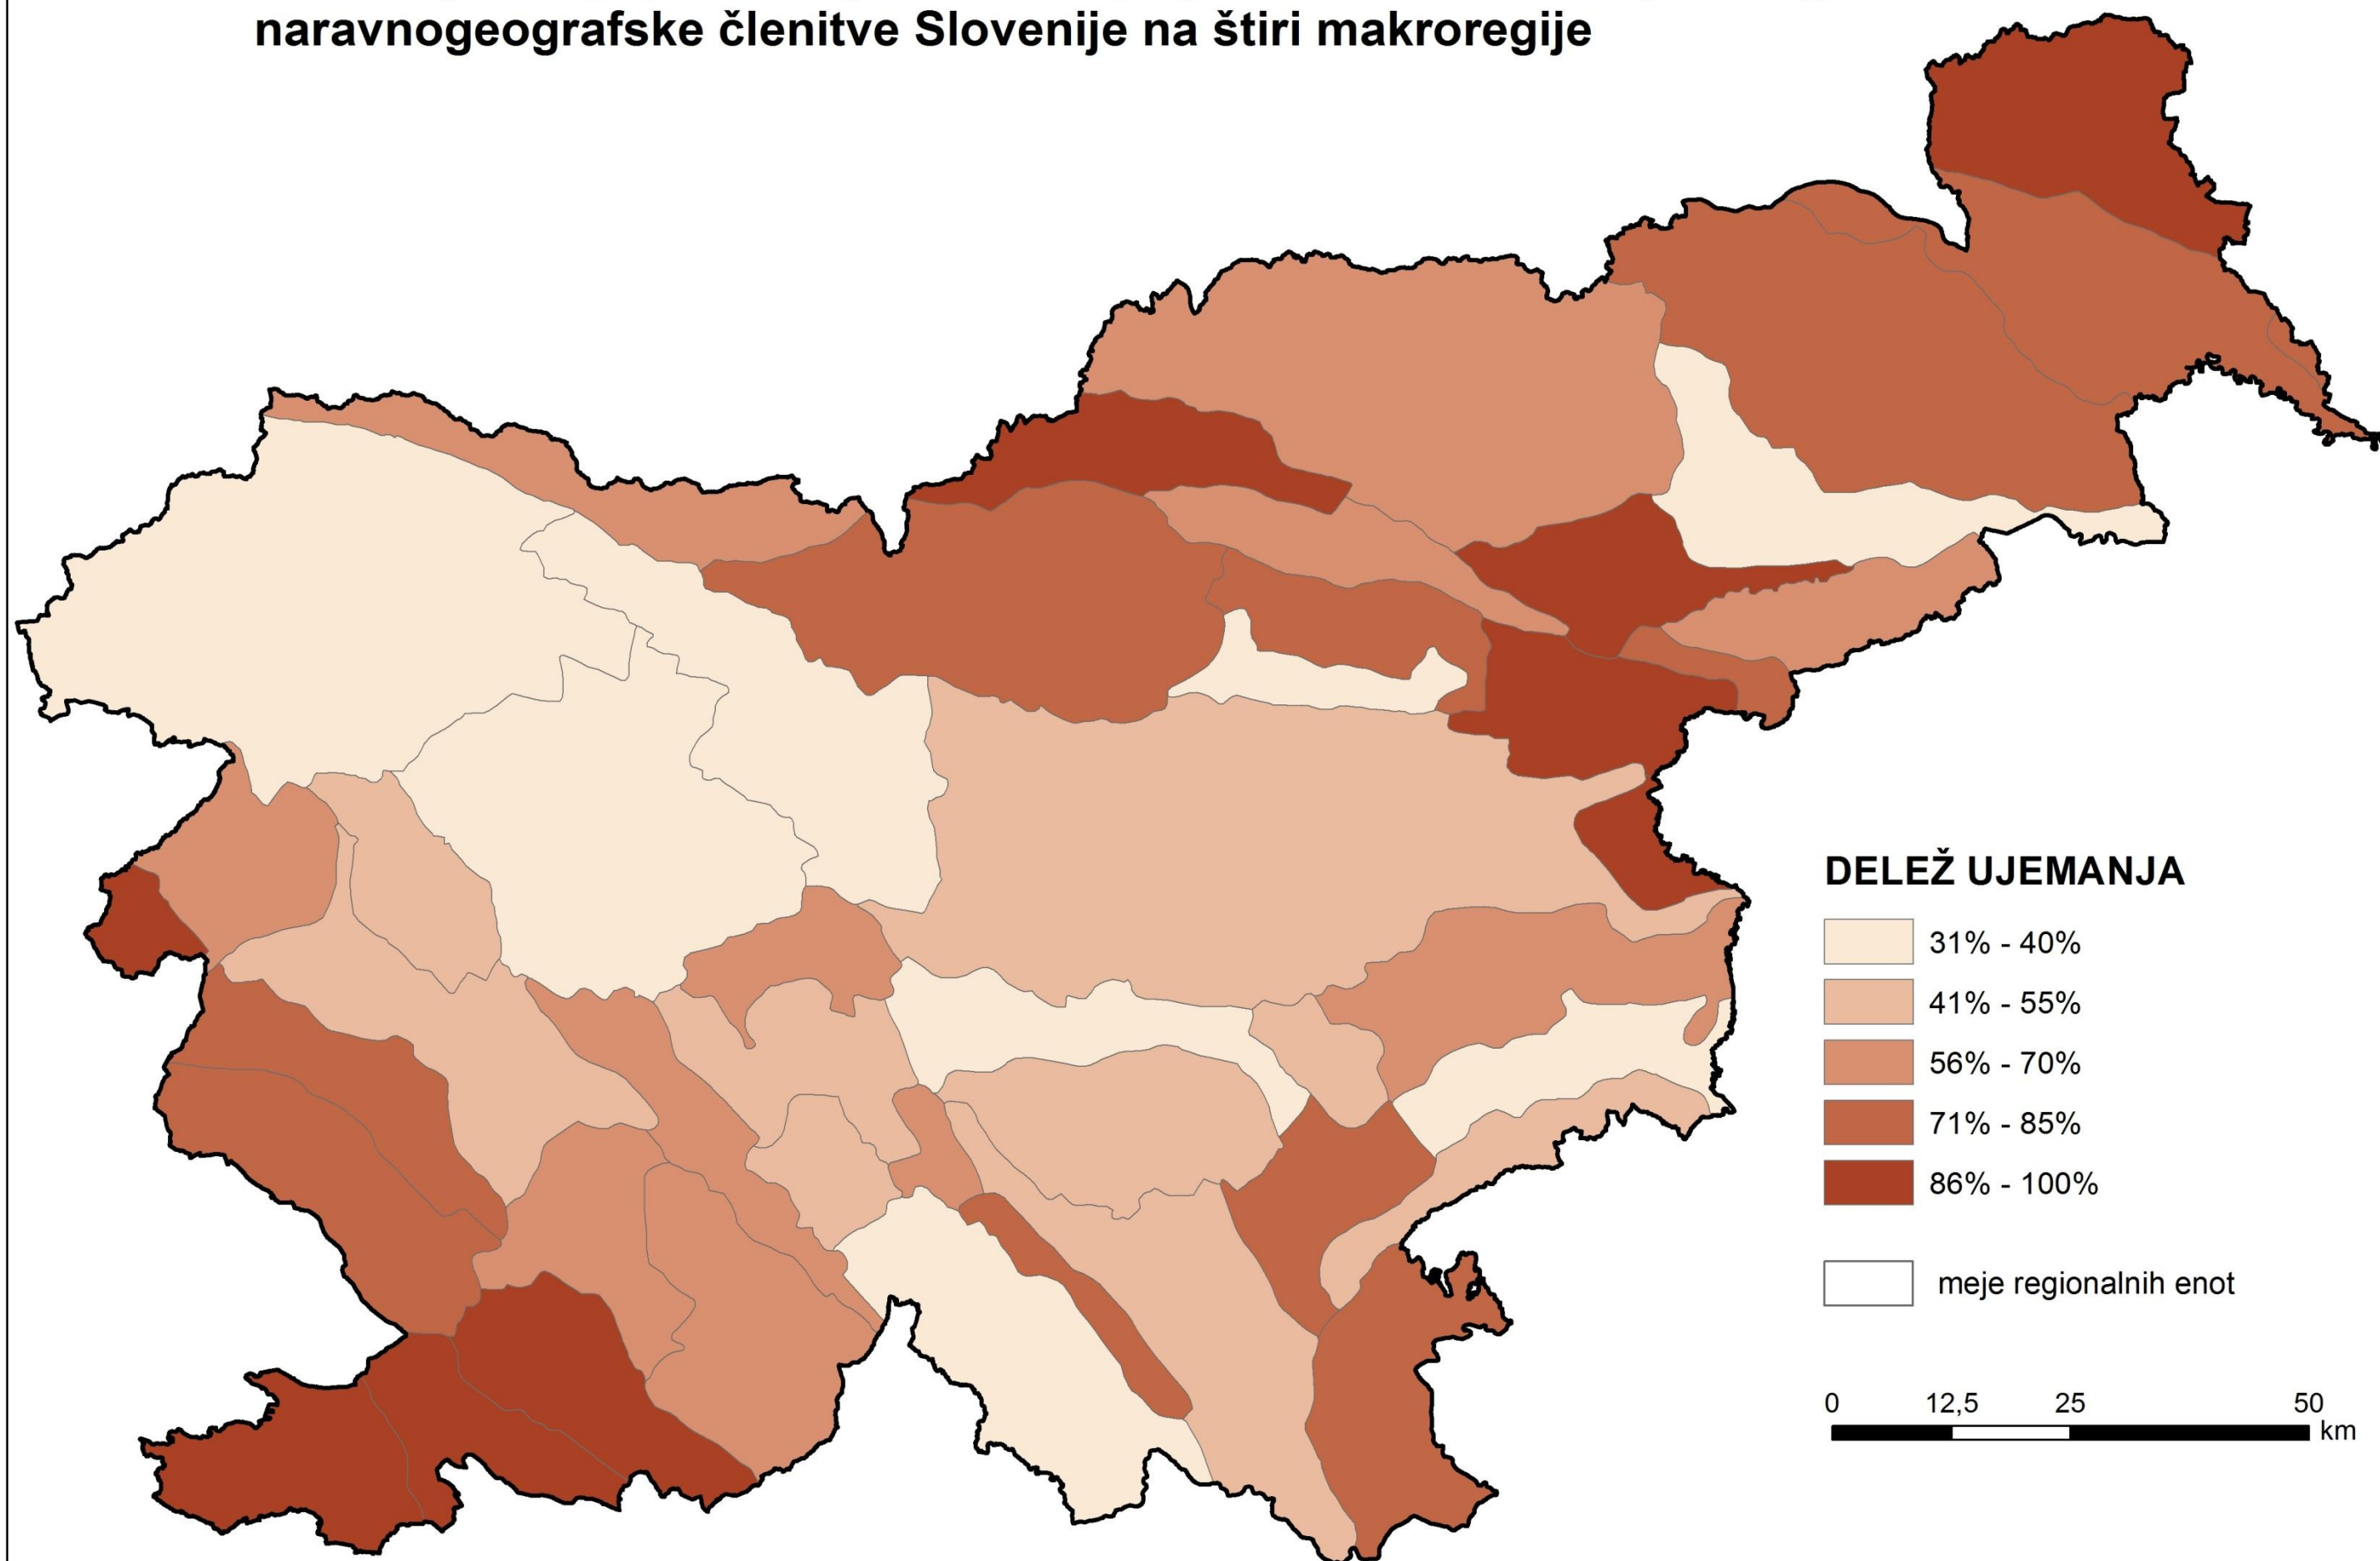 naravnogeografske členitve Slovenije na štiri makroregije
DELEŽ UJEMANJA
31% - 40%
41% - 55%
56% - 70%
71% - 85%
86% - 100%
meje regionalnih enot
0 12,5 25 50
km